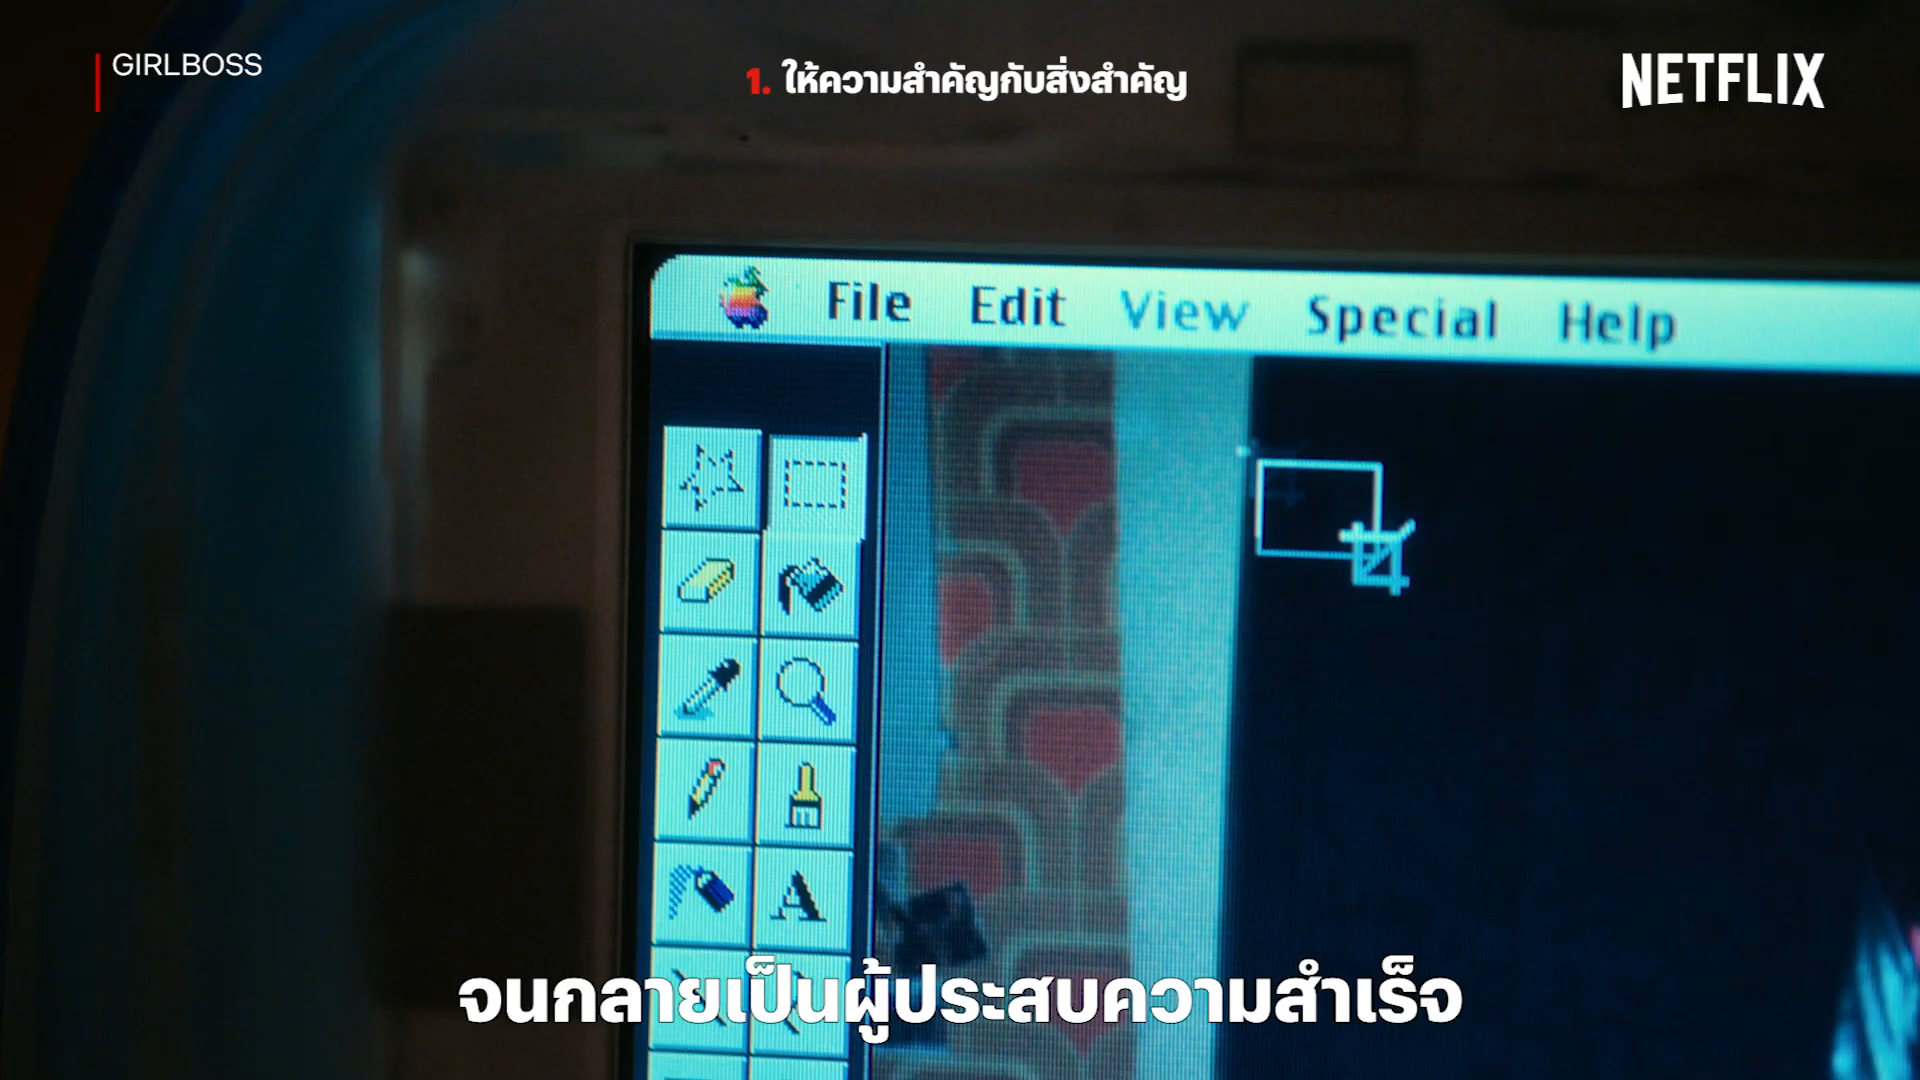 GIRLBOSS
1. ให้ความสำคัญกับสิ่งสำคัญ
NETFLIX
File Edit View Special Help
A
จนกลายเป็นผู้ประสบความสำเร็จ